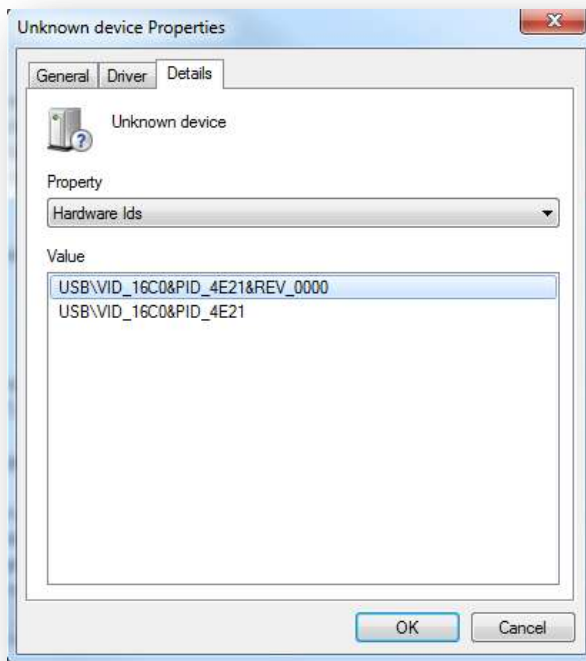 Unknown device Properties
General Driver Details
Unknown device
Property
Hardware Ids
Value
USB\VID_16C0&PID_4E21&REV_0000
USB\VID_16C0&PID_4E21
OK Cancel